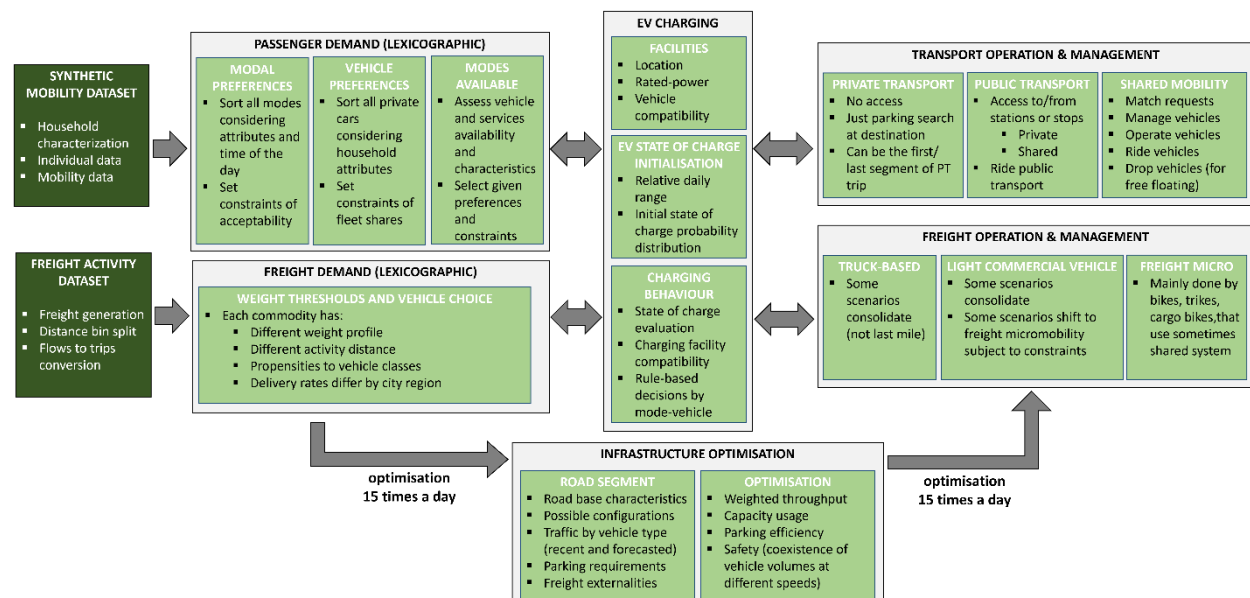 SYNTHETIC
MOBILITY DATASET
▪ Household
characterization
▪ Individual data
▪ Mobility data
PASSENGER DEMAND (LEXICOGRAPHIC)
MODAL
PREFERENCES
▪ Sort all modes
considering
attributes and
time of the
day
▪ Set
constraints of
acceptability
VEHICLE
PREFERENCES
▪ Sort all private
cars
considering
household
attributes
▪ Set
constraints of
fleet shares
MODES
AVAILABLE
▪ Assess vehicle
and services
availability
and
characteristics
▪ Select given
preferences
and
constraints
EV CHARGING
FACILITIES
▪ Location
▪ Rated-power
▪ Vehicle
compatibility
EV STATE OF CHARGE
INITIALISATION
▪ Relative daily
range
▪ Initial state of
charge probability
distribution
CHARGING
BEHAVIOUR
▪ State of charge
evaluation
▪ Charging facility
compatibility
▪ Rule-based
decisions by
mode-vehicle
TRANSPORT OPERATION & MANAGEMENT
PRIVATE TRANSPORT
▪ No access
▪ Just parking search
at destination
▪ Can be the first/
last segment of PT
trip
PUBLIC TRANSPORT
▪ Access to/from
stations or stops
▪ Private
▪ Shared
▪ Ride public
transport
SHARED MOBILITY
▪ Match requests
▪ Manage vehicles
▪ Operate vehicles
▪ Ride vehicles
▪ Drop vehicles (for
free floating)
FREIGHT ACTIVITY
DATASET
▪ Freight generation
▪ Distance bin split
▪ Flows to trips
conversion
FREIGHT DEMAND (LEXICOGRAPHIC)
WEIGHT THRESHOLDS AND VEHICLE CHOICE
▪ Each commodity has:
▪ Different weight profile
▪ Different activity distance
▪ Propensities to vehicle classes
▪ Delivery rates differ by city region
FREIGHT OPERATION & MANAGEMENT
TRUCK-BASED
▪ Some
scenarios
consolidate
(not last mile)
LIGHT COMMERCIAL VEHICLE
▪ Some scenarios
consolidate
▪ Some scenarios shift to
freight micromobility
subject to constraints
FREIGHT MICRO
▪ Mainly done by
bikes, trikes,
cargo bikes,that
use sometimes
shared system
optimisation
15 times a day
INFRASTRUCTURE OPTIMISATION
ROAD SEGMENT
▪ Road base characteristics
▪ Possible configurations
▪ Traffic by vehicle type
(recent and forecasted)
▪ Parking requirements
▪ Freight externalities
OPTIMISATION
▪ Weighted throughput
▪ Capacity usage
▪ Parking efficiency
▪ Safety (coexistence of
vehicle volumes at
different speeds)
optimisation
15 times a day